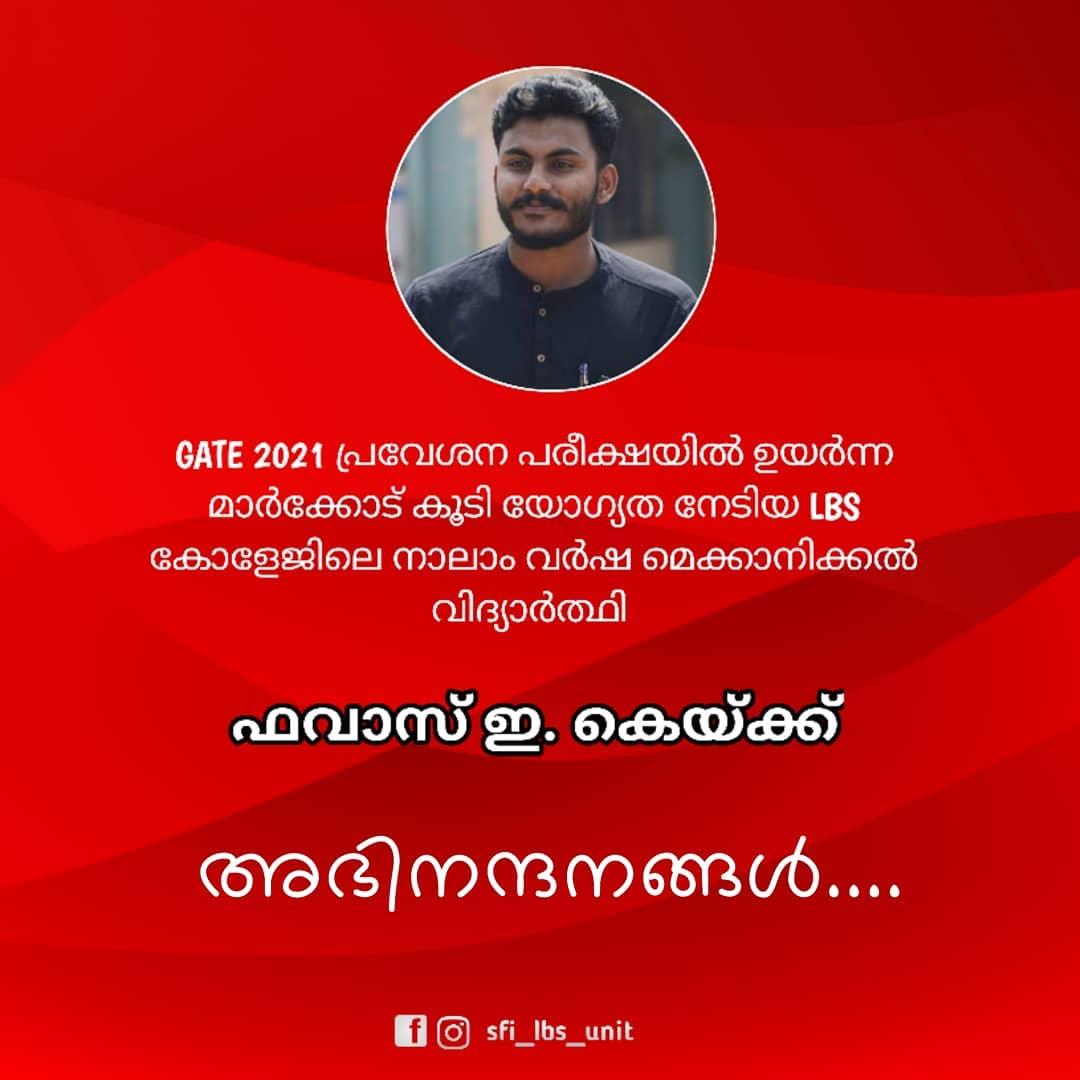 GATE 2021 പ്രവേശന പരീക്ഷയിൽ ഉയർന്ന
മാർക്കോട് കൂടി യോഗ്യത നേടിയ LBS
കോളേജിലെ നാലാം വർഷ മെക്കാനിക്കൽ
വിദ്യാർത്ഥി
ഫവാസ് ഇ. കെയ്ക്ക്
അഭിനന്ദനങ്ങൾ....
sfi_lbs_unit